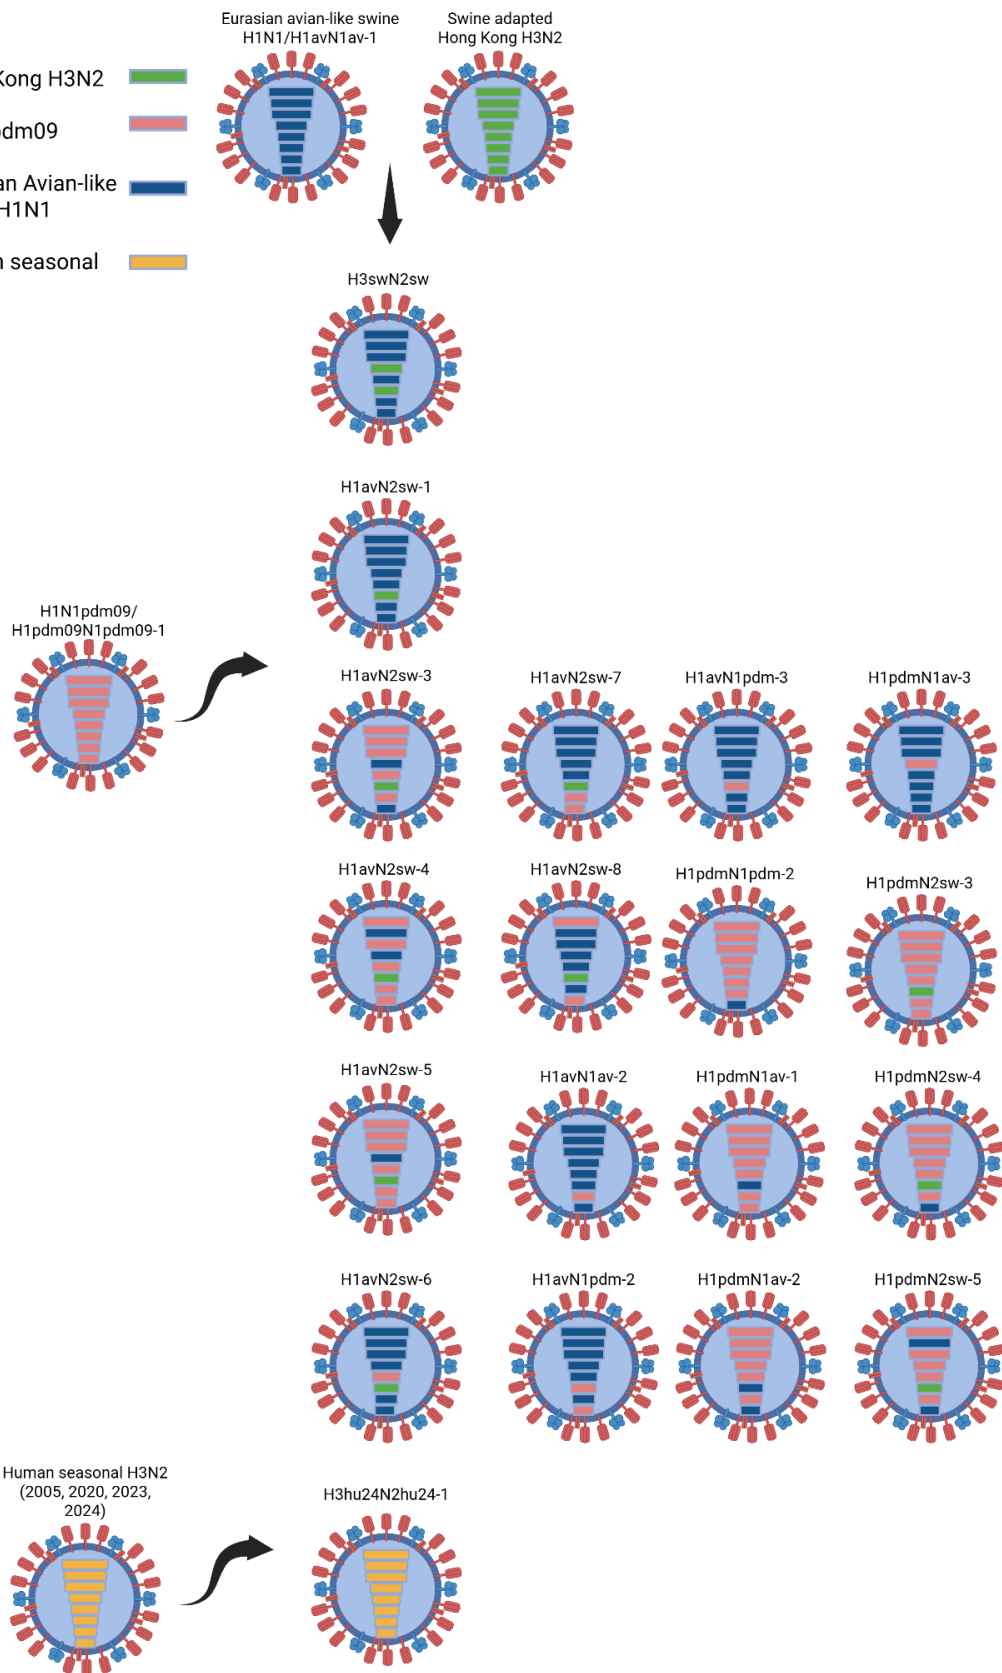 Eurasian avian-like swine
H1N1/H1avN1av-1
Swine adapted
Hong Kong H3N2
Kong H3N2
pdm09
an Avian-like
H1N1
seasonal
H3swN2sw
H1avN2sw-1
H1N1pdm09/
H1pdm09N1pdm09-1
H1avN2sw-3
H1avN2sw-7
H1avN1pdm-3
H1pdmN1av-3
H1avN2sw-4
H1avN2sw-8
H1pdmN1pdm-2
H1pdmN2sw-3
H1avN2sw-5
H1avN1av-2
H1pdmN1av-1
H1pdmN2sw-4
H1avN2sw-6
H1avN1pdm-2
H1pdmN1av-2
H1pdmN2sw-5
Human seasonal H3N2
(2005, 2020, 2023,
2024)
H3hu24N2hu24-1